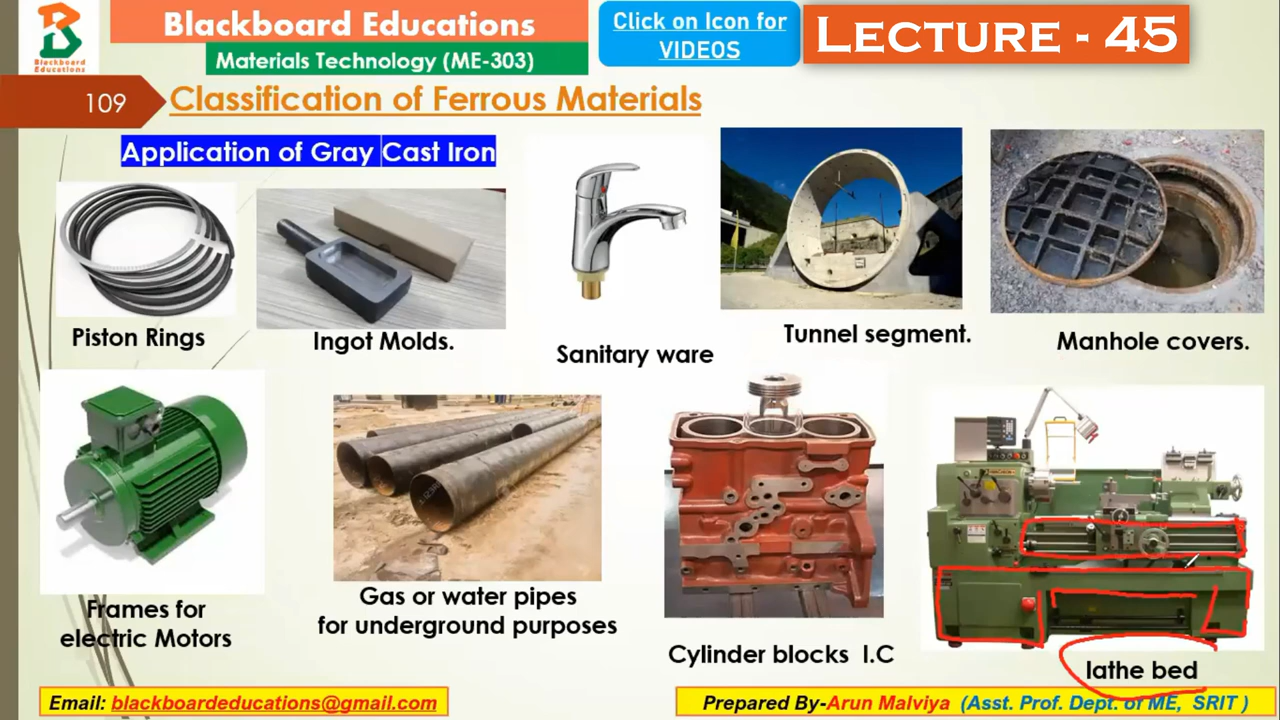 Blackboard Educations
Blackboard Educations
Materials Technology (ME-303)
Click on Icon for
VIDEOS
LECTURE - 45
109
Classification of Ferrous Materials
Application of Gray Cast Iron
Piston Rings
Ingot Molds.
Sanitary ware
Tunnel segment.
Manhole covers.
Frames for
electric Motors
Gas or water pipes
for underground purposes
Cylinder blocks I.C
lathe bed
Email: blackboardeducations@gmail.com
Prepared By-Arun Malviya (Asst. Prof. Dept. of ME, SRIT )